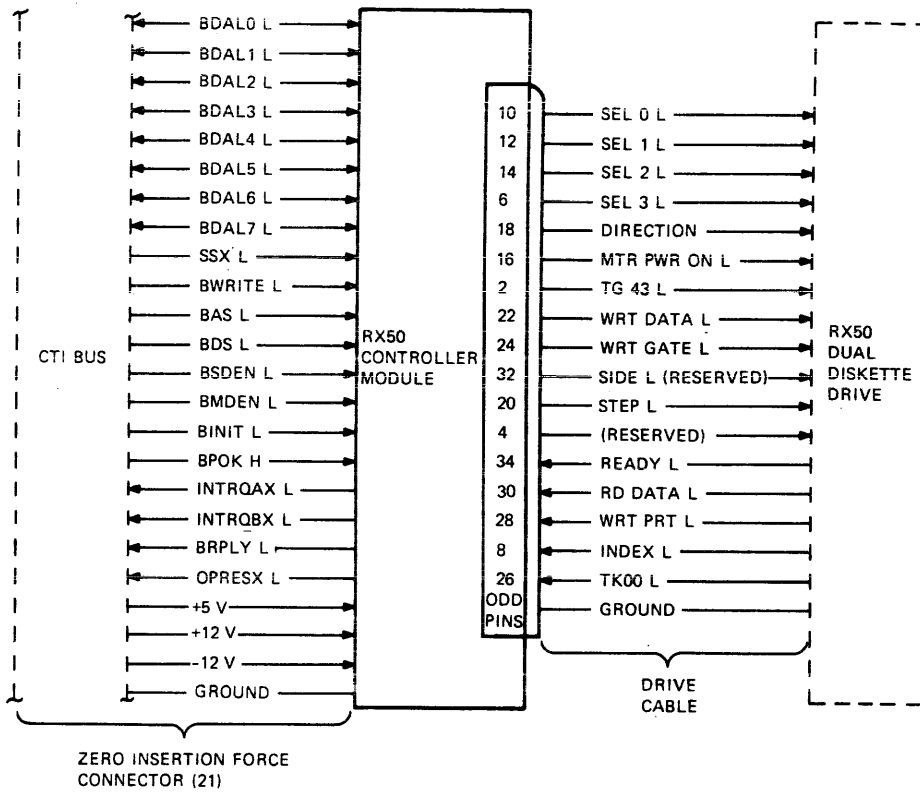 BDAL0 L
BDAL1 L
BDAL2 L
BDAL3 L
BDAL4 L
BDAL5 L
BDAL6 L
BDAL7 L
SSX L
BWRITE L
BAS L
BDS L
BSDEN L
BMDEN L
BINIT L
BPOK H
INTRQAX L
INTRQBX L
BRPLY L
OPRESX L
+5 V
+12 V
-12 V
GROUND
CTI BUS
ZERO INSERTION FORCE
CONNECTOR (21)
RX50
CONTROLLER
MODULE
10 SEL 0 L
12 SEL 1 L
14 SEL 2 L
6 SEL 3 L
18 DIRECTION
16 MTR PWR ON L
2 TG 43 L
22 WRT DATA L
24 WRT GATE L
32 SIDE L (RESERVED)
20 STEP L
4 (RESERVED)
34 READY L
30 RD DATA L
28 WRT PRT L
8 INDEX L
26 TK00 L
ODD
PINS
GROUND
DRIVE
CABLE
RX50
DUAL
DISKETTE
DRIVE